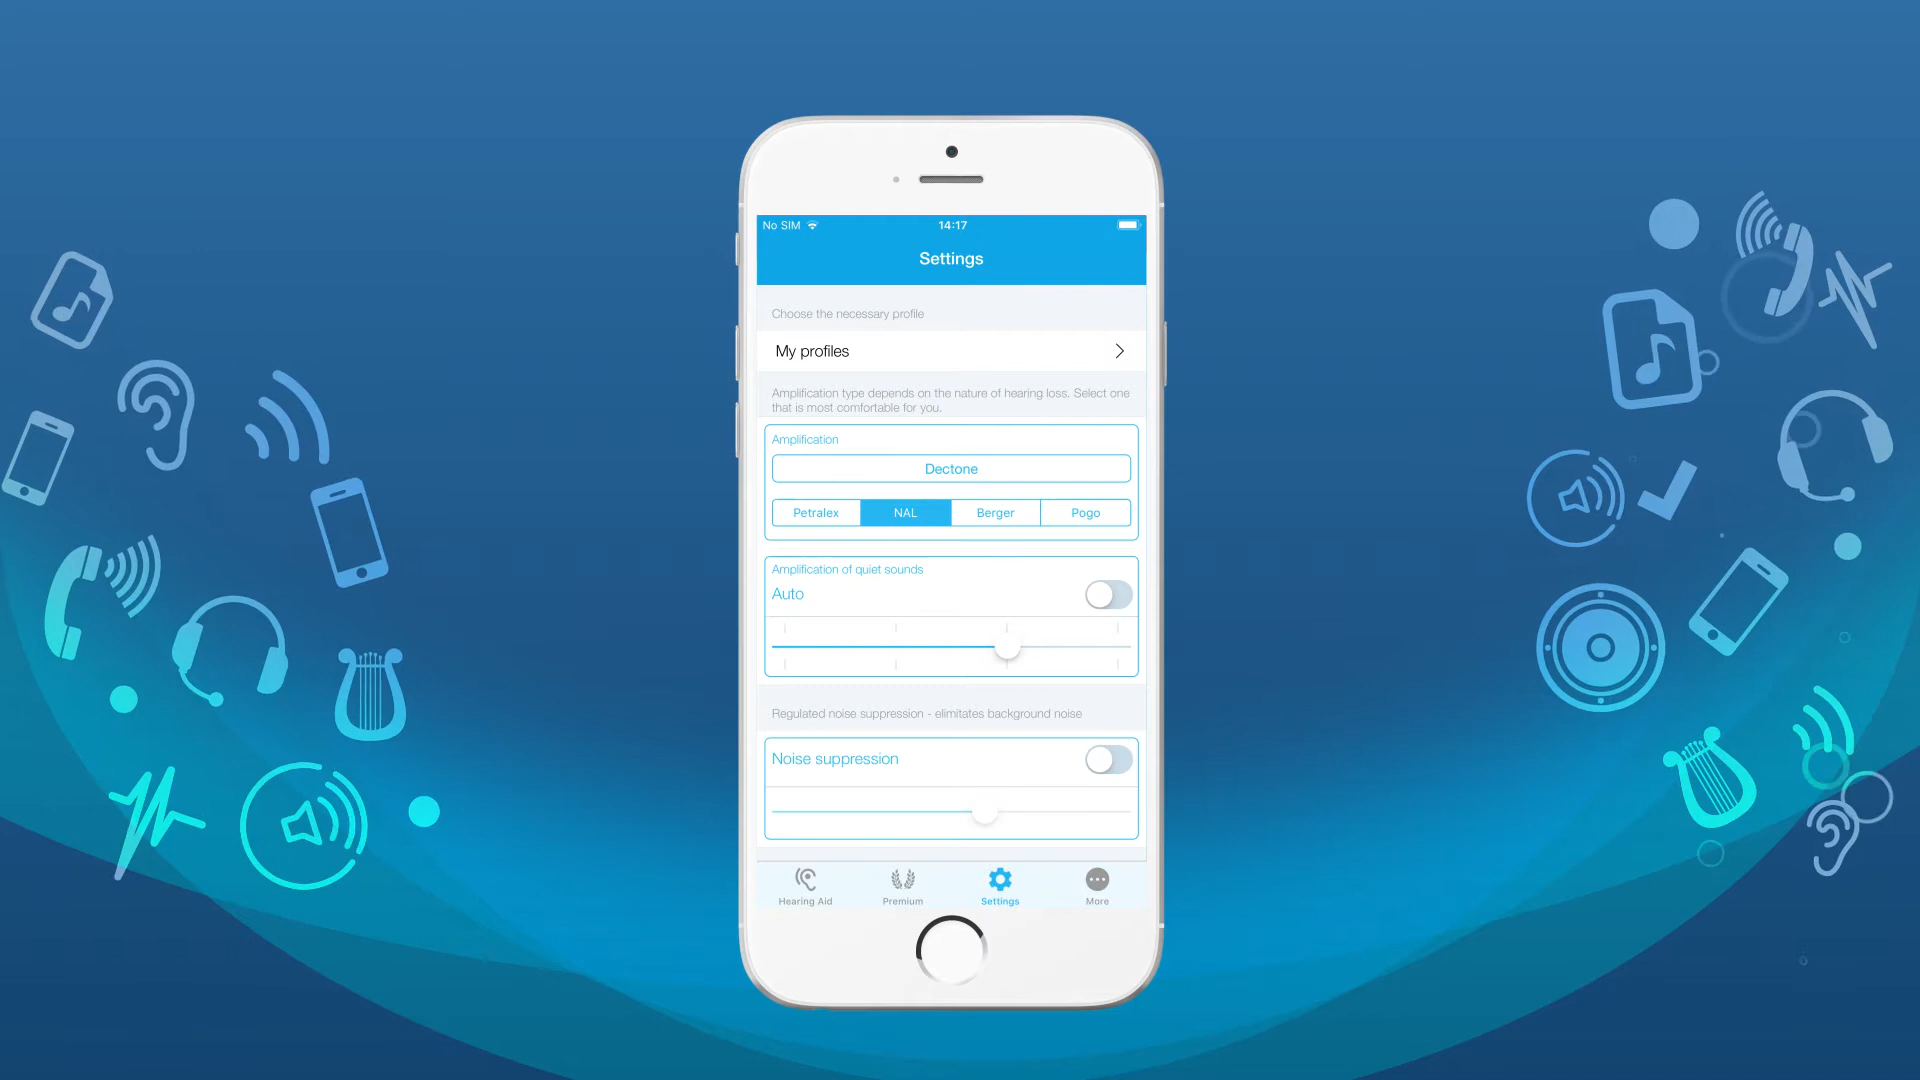 No SIM 14:17
Settings
Choose the necessary profile
My profiles
Amplification type depends on the nature of hearing loss. Select one
that is most comfortable for you.
Amplification
Dectone
Petralex NAL Berger Pogo
Amplification of quiet sounds
Auto
Regulated noise suppression - elimitates background noise
Noise suppression
Hearing Aid Premium Settings More